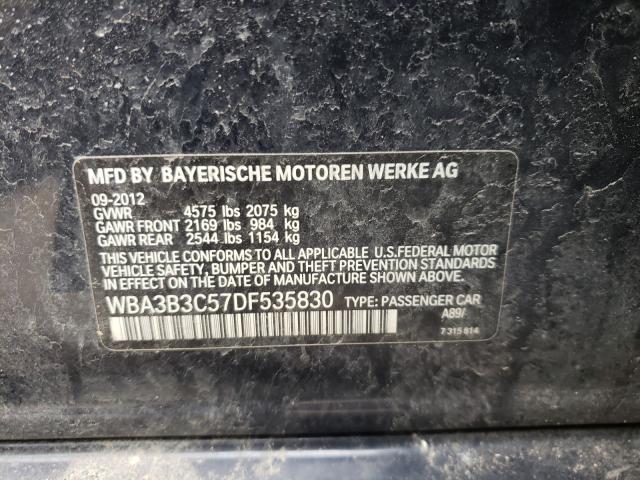 MFD BY BAYERISCHE MOTOREN WERKE AG
09-2012
GVWR 4575 lbs 2075 kg
GAWR FRONT 2169 lbs 984 kg
GAWR REAR 2544 lbs 1154 kg
THIS VEHICLE CONFORMS TO ALL APPLICABLE U.S.FEDERAL MOTOR
VEHICLE SAFETY, BUMPER AND THEFT PREVENTION STANDARDS
IN EFFECT ON THE DATE OF MANUFACTURE SHOWN ABOVE.
WBA3B3C57DF535830 TYPE: PASSENGER CAR
A89/
7 315 814